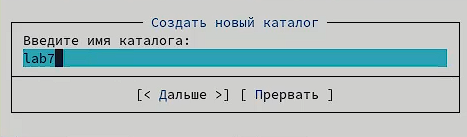 Создать новый каталог
Введите имя каталога:
lab7
[< Дальше >] [ Прервать ]